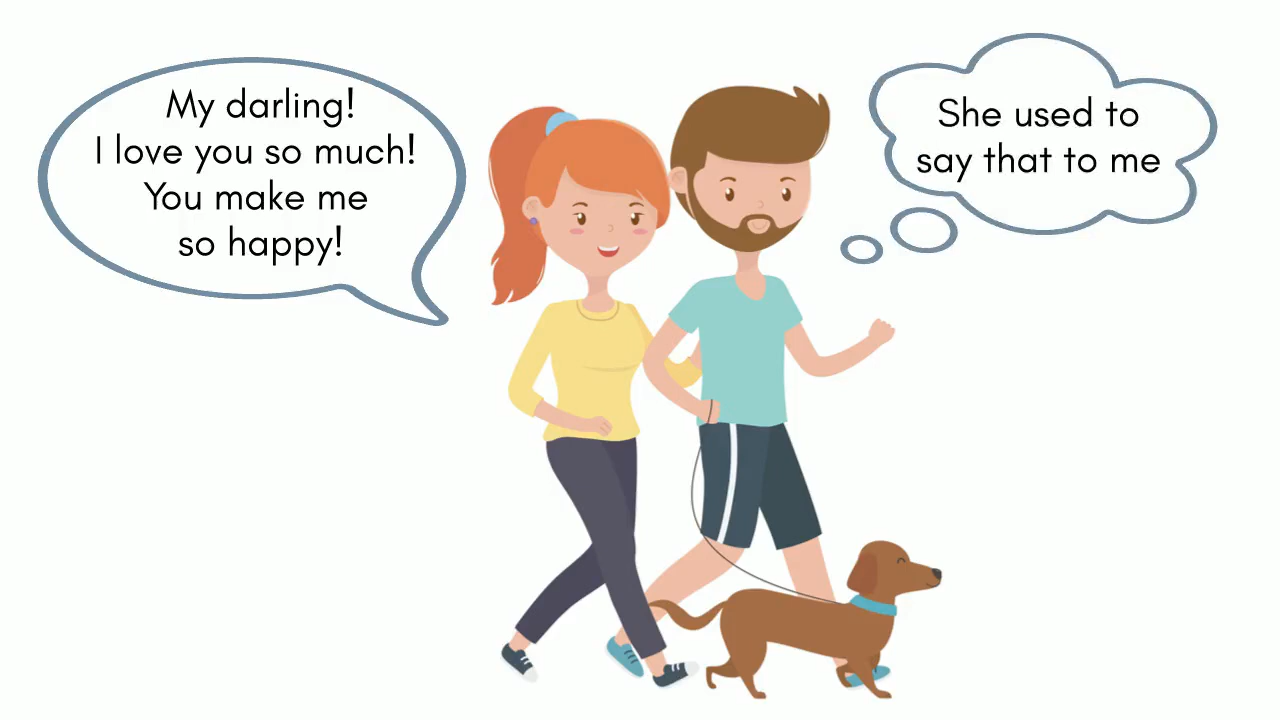 My darling!
I love you so much!
You make me
so happy!
She used to
say that to me